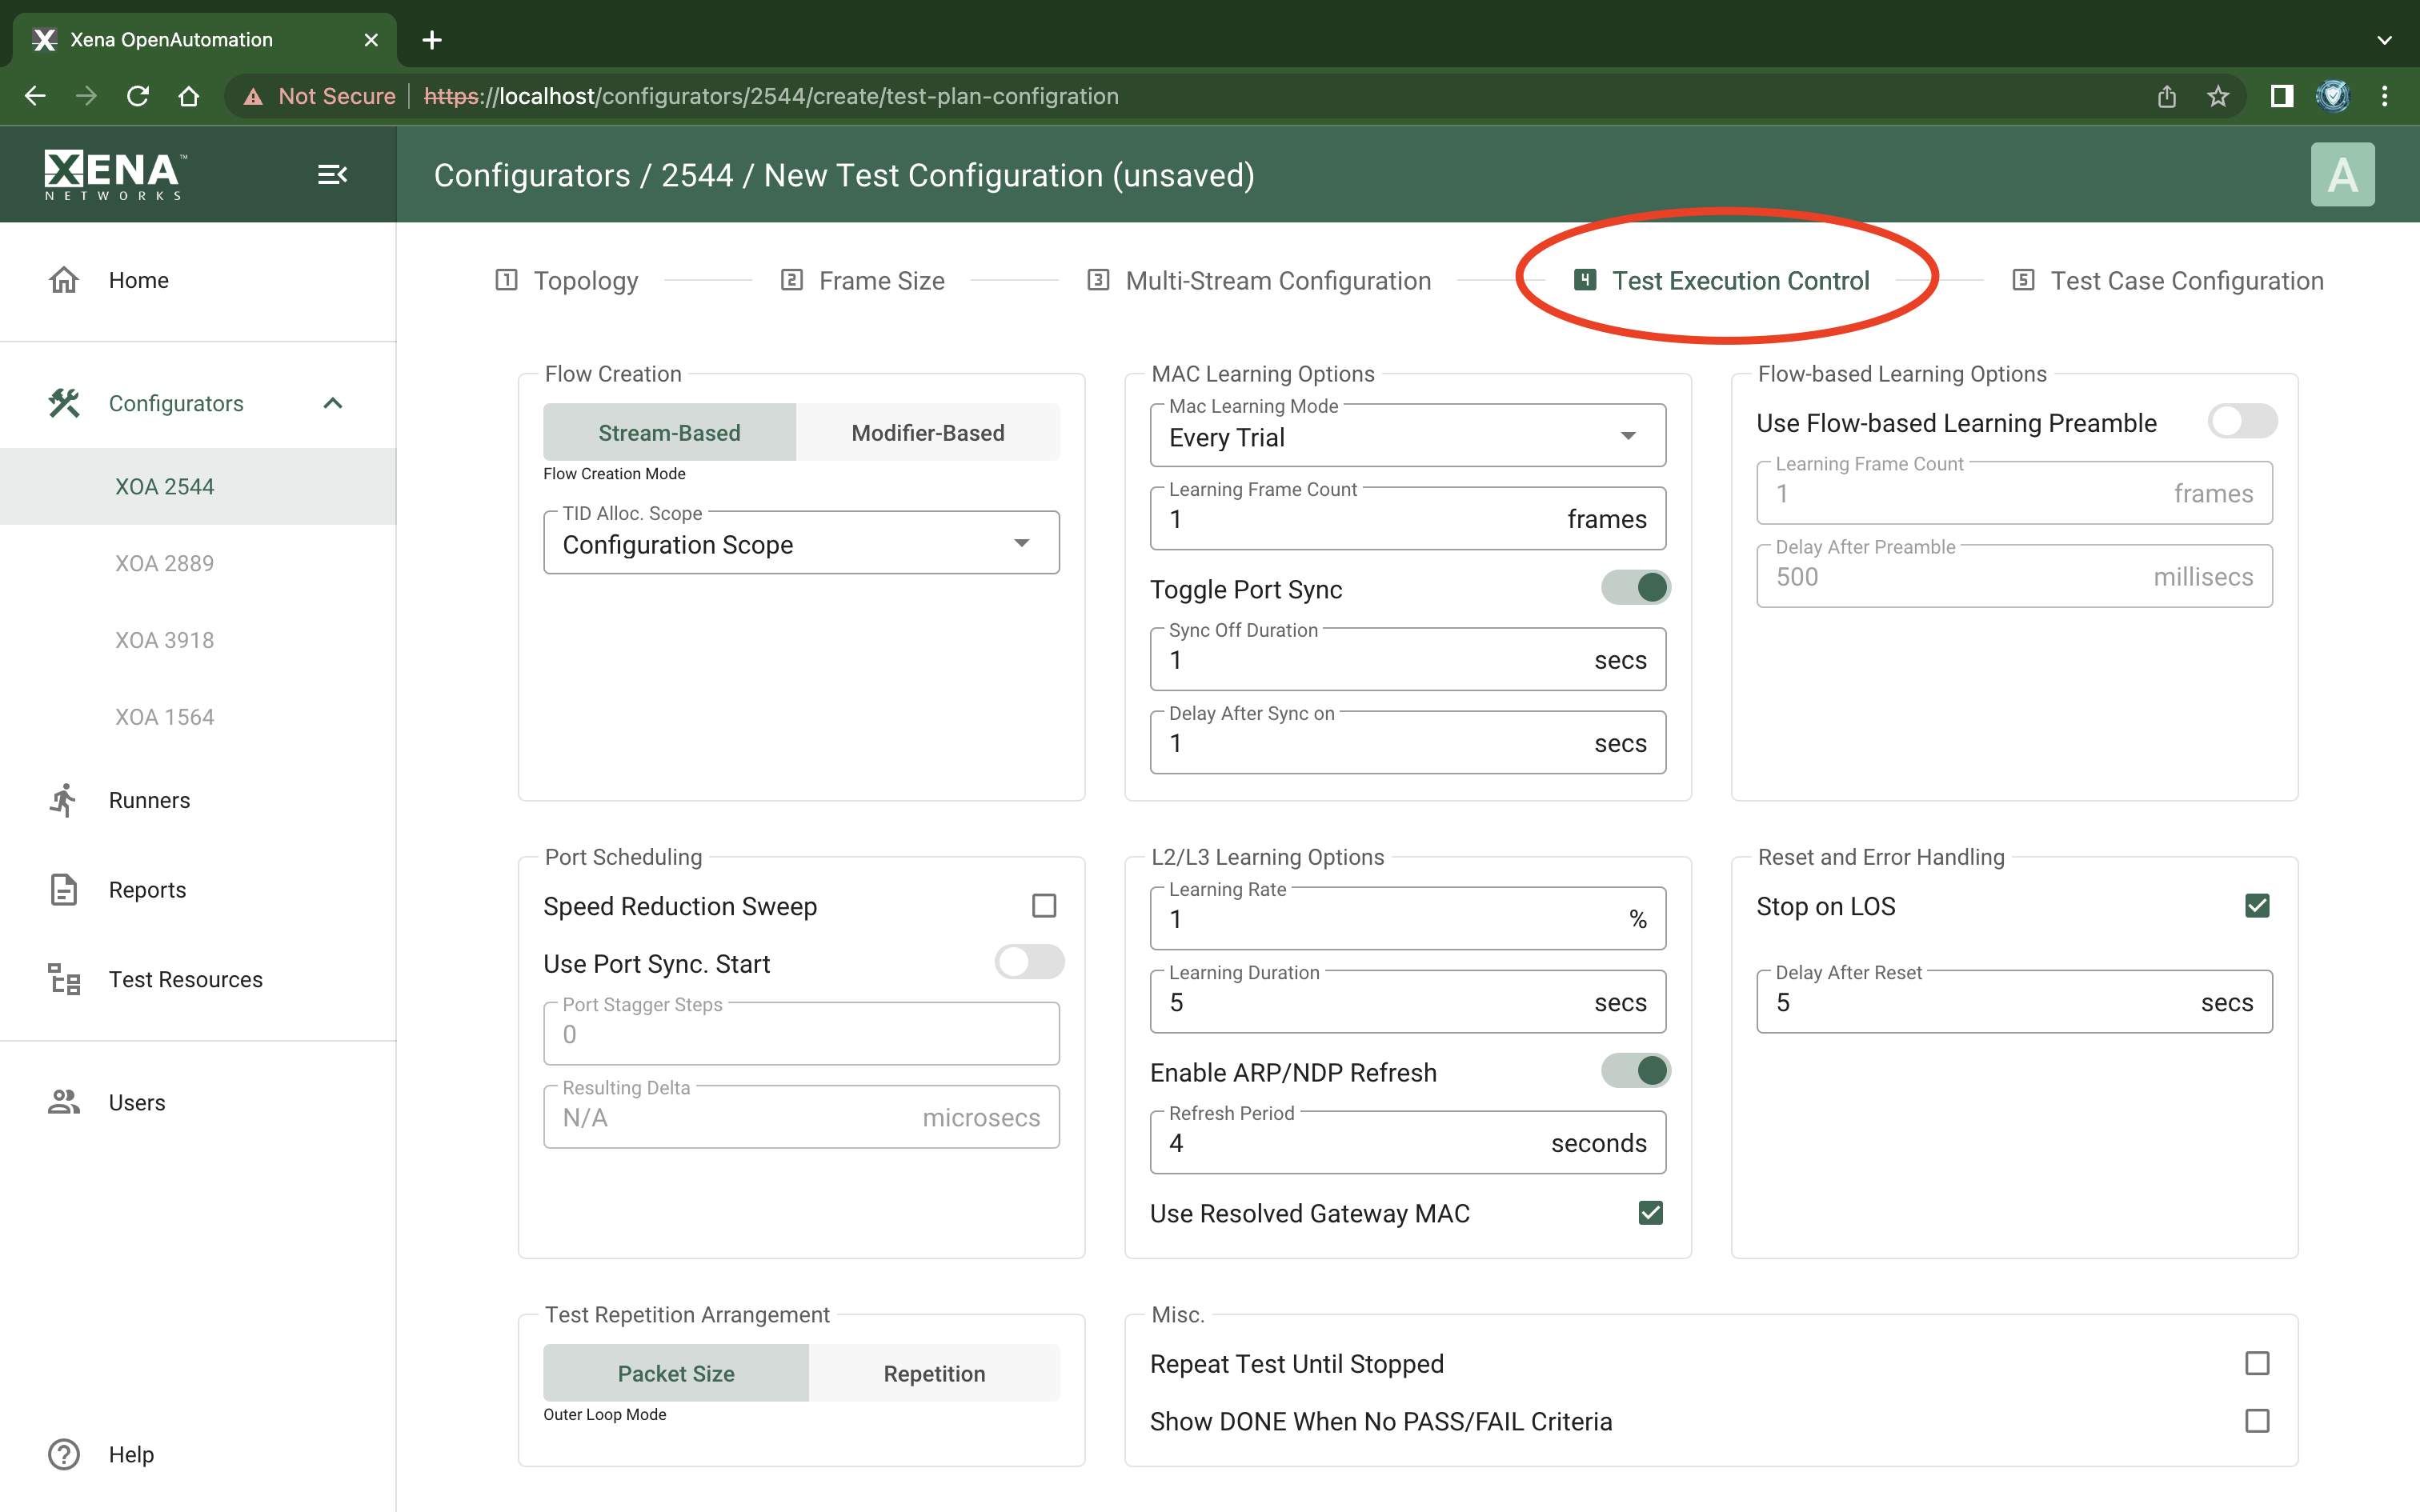 Xena OpenAutomation
Not Secure https://localhost/configurators/2544/create/test-plan-configration
XENA™
NETWORKS
Configurators / 2544 / New Test Configuration (unsaved)
A
Home
Configurators
XOA 2544
XOA 2889
XOA 3918
XOA 1564
Runners
Reports
Test Resources
Users
Help
1 Topology
2 Frame Size
3 Multi-Stream Configuration
4 Test Execution Control
5 Test Case Configuration
Flow Creation
Stream-Based
Modifier-Based
Flow Creation Mode
TID Alloc. Scope
Configuration Scope
MAC Learning Options
Mac Learning Mode
Every Trial
Learning Frame Count
1 frames
Toggle Port Sync
Sync Off Duration
1 secs
Delay After Sync on
1 secs
Flow-based Learning Options
Use Flow-based Learning Preamble
Learning Frame Count
1 frames
Delay After Preamble
500 millisecs
Port Scheduling
Speed Reduction Sweep
Use Port Sync. Start
Port Stagger Steps
0
Resulting Delta
N/A microsecs
L2/L3 Learning Options
Learning Rate
1 %
Learning Duration
5 secs
Enable ARP/NDP Refresh
Refresh Period
4 seconds
Use Resolved Gateway MAC
Reset and Error Handling
Stop on LOS
Delay After Reset
5 secs
Test Repetition Arrangement
Packet Size
Repetition
Outer Loop Mode
Misc.
Repeat Test Until Stopped
Show DONE When No PASS/FAIL Criteria